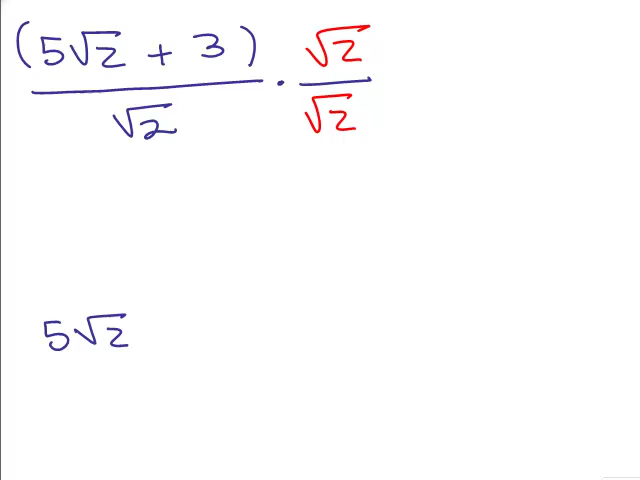 (5√2 + 3) √2
· 
√2 √2
5√2